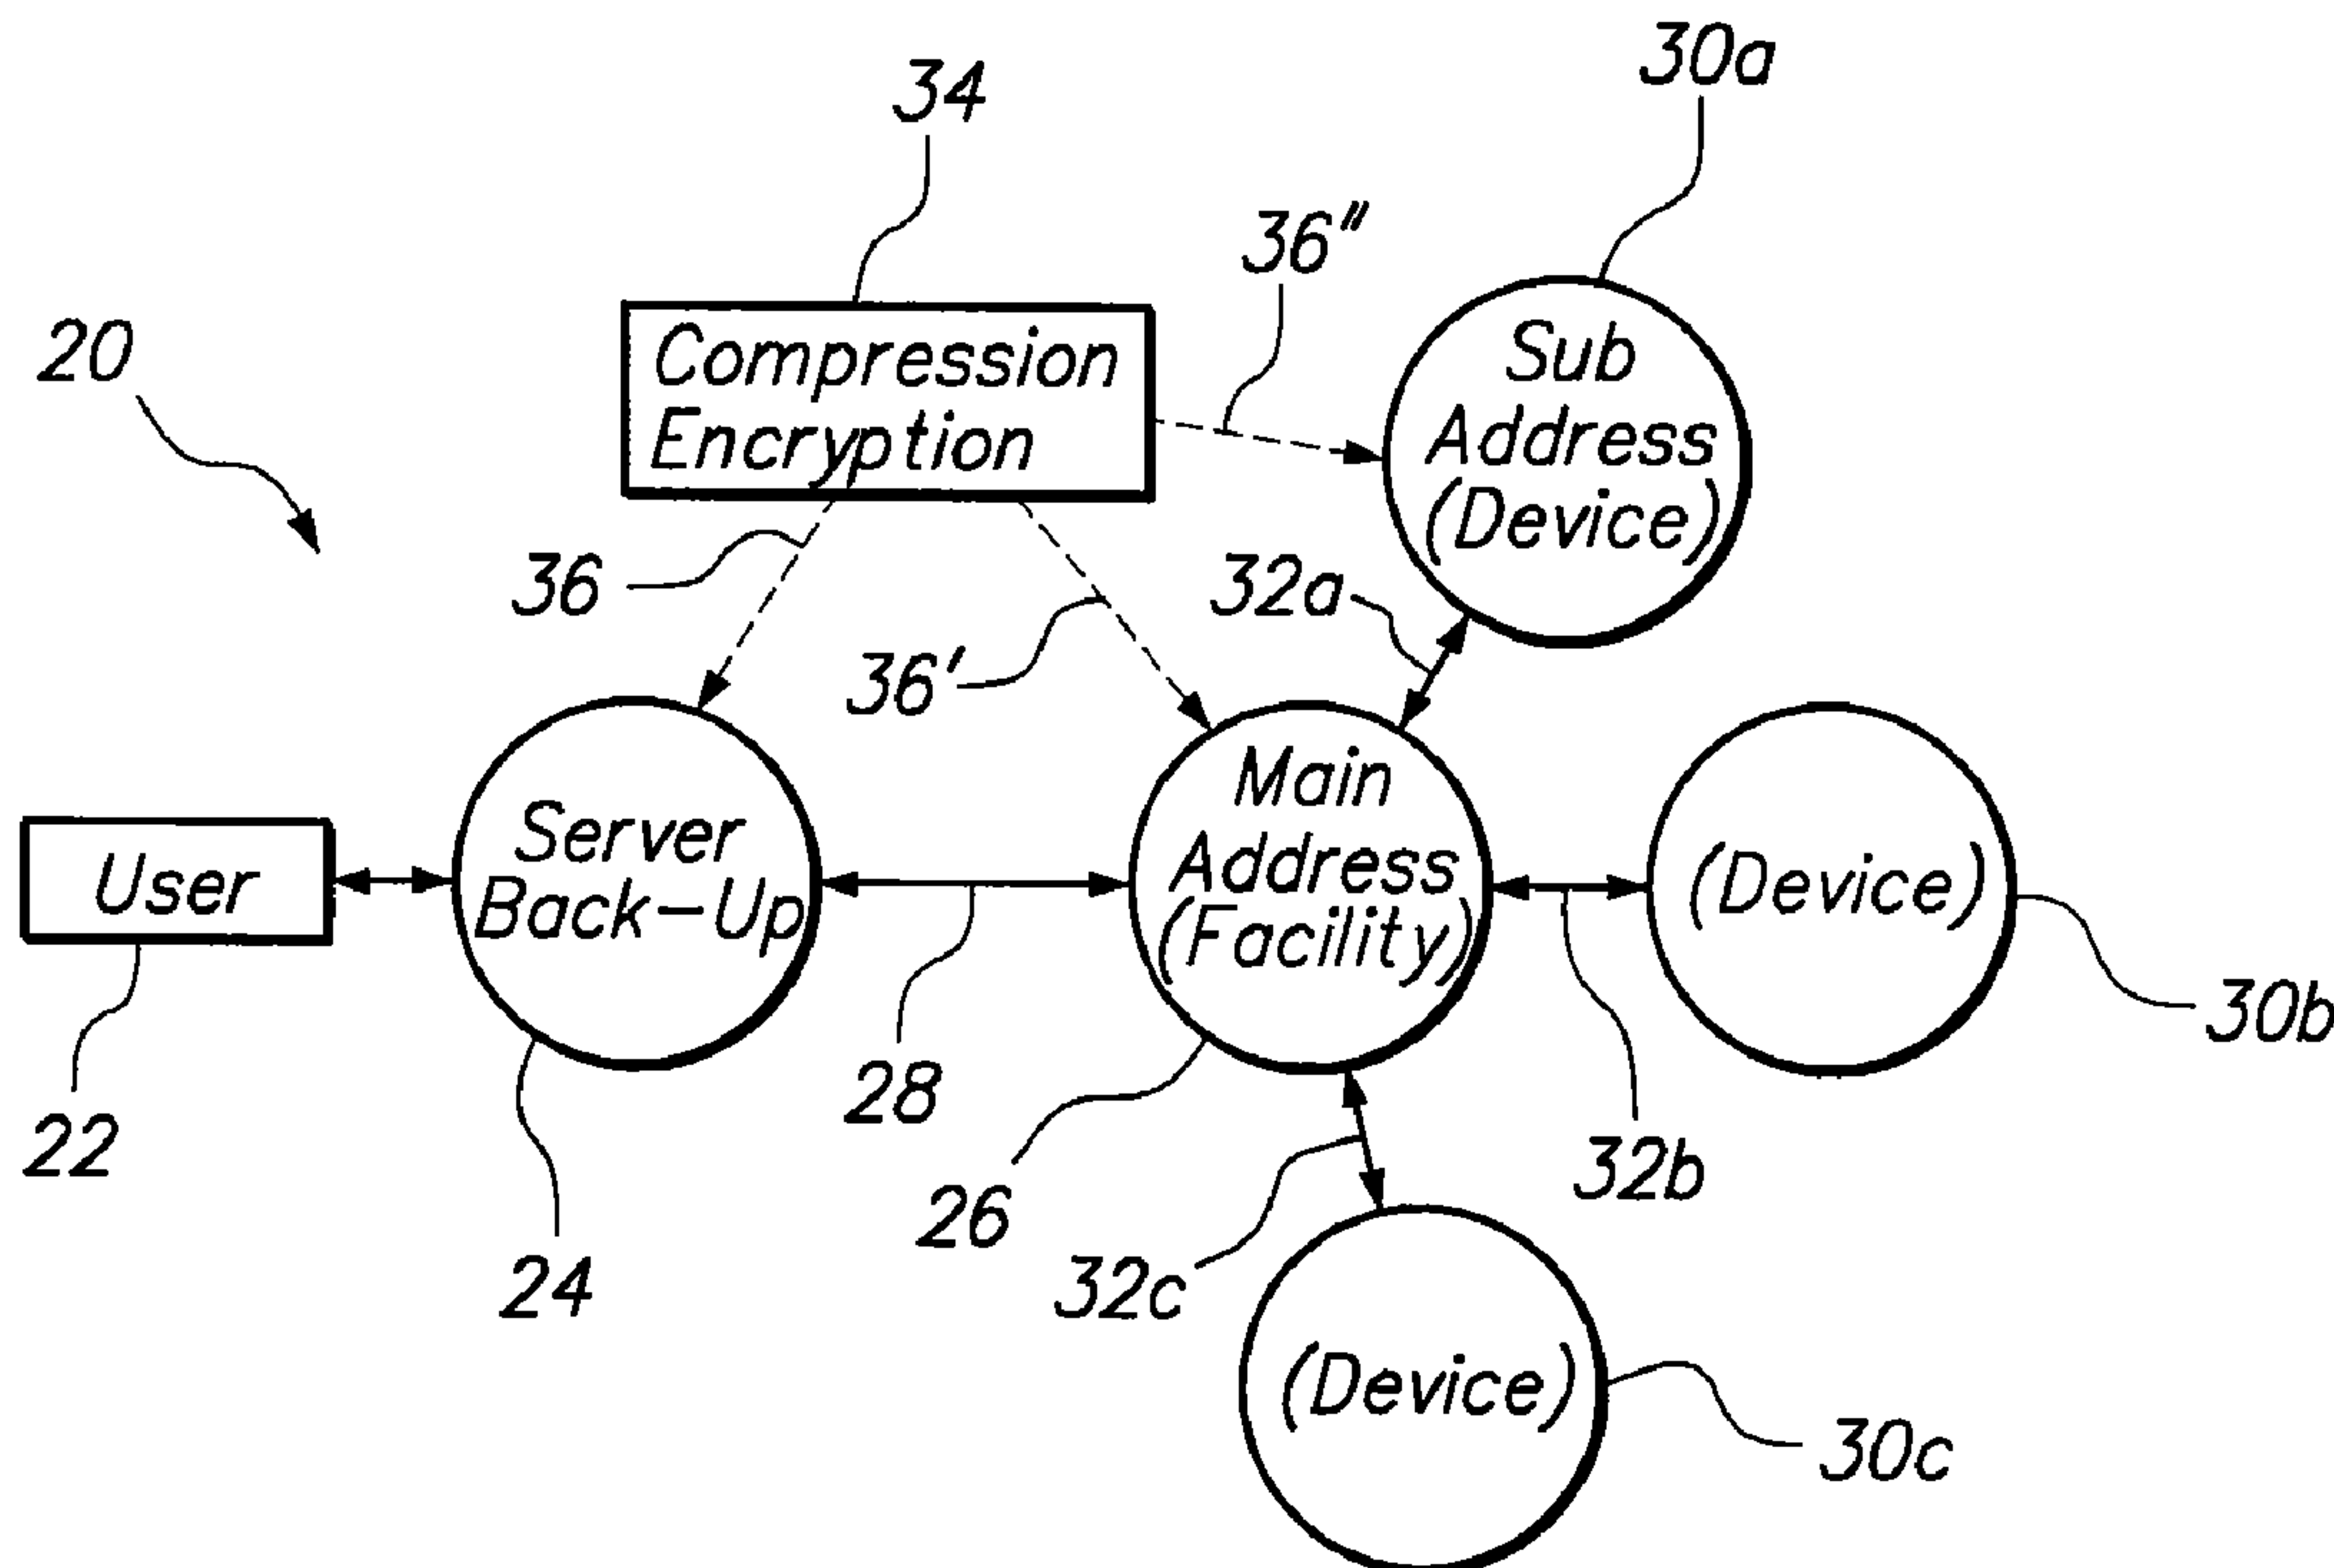 30a
34
36"
20
Compression
Encryption
Sub
Address
(Device)
36
32a
36'
Main
Address
(Facility)
Server
Back-Up
User
(Device)
30b
28
22
32b
26
24
32c
(Device)
30c